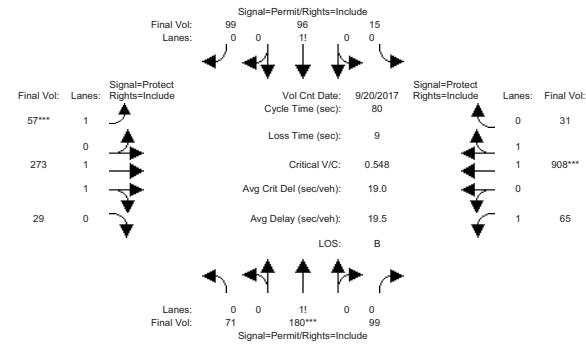 Signal=Permit/Rights=Include
Final Vol: 99 96 15
Lanes: 0 0 1! 0 0
Signal=Protect
Final Vol: Lanes: Rights=Include
Vol Cnt Date: 9/20/2017
Signal=Protect
Rights=Include Lanes: Final Vol:
Cycle Time (sec): 80
57*** 1
0 31
Loss Time (sec): 9
0
1
273 1
Critical V/C: 0.548
1 908***
1
Avg Crit Del (sec/veh): 19.0
0
29 0
Avg Delay (sec/veh): 19.5
1 65
LOS: B
Lanes: 0 0 1! 0 0
Final Vol: 71 180*** 99
Signal=Permit/Rights=Include